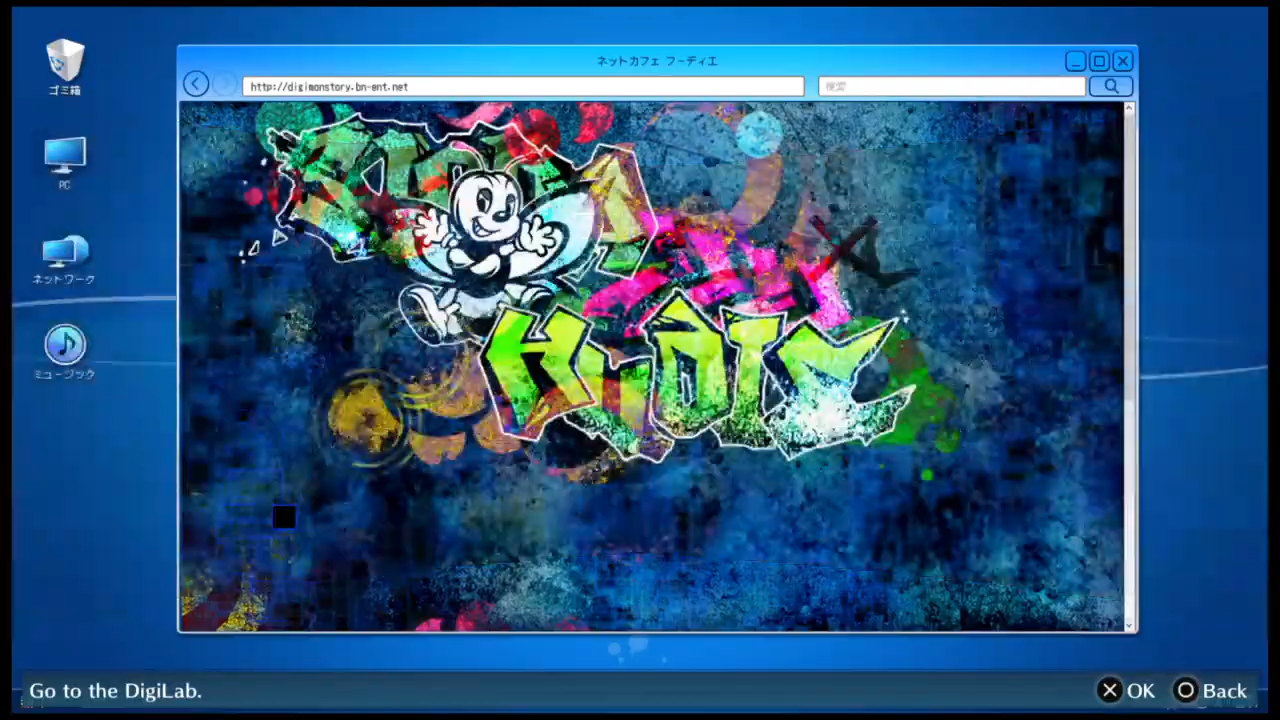 ネットカフェ フーディエ
http://digimonstory.bn-ent.net
検索
ゴミ箱
PC
ネットワーク
ミュージック
Go to the DigiLab.
OK
Back